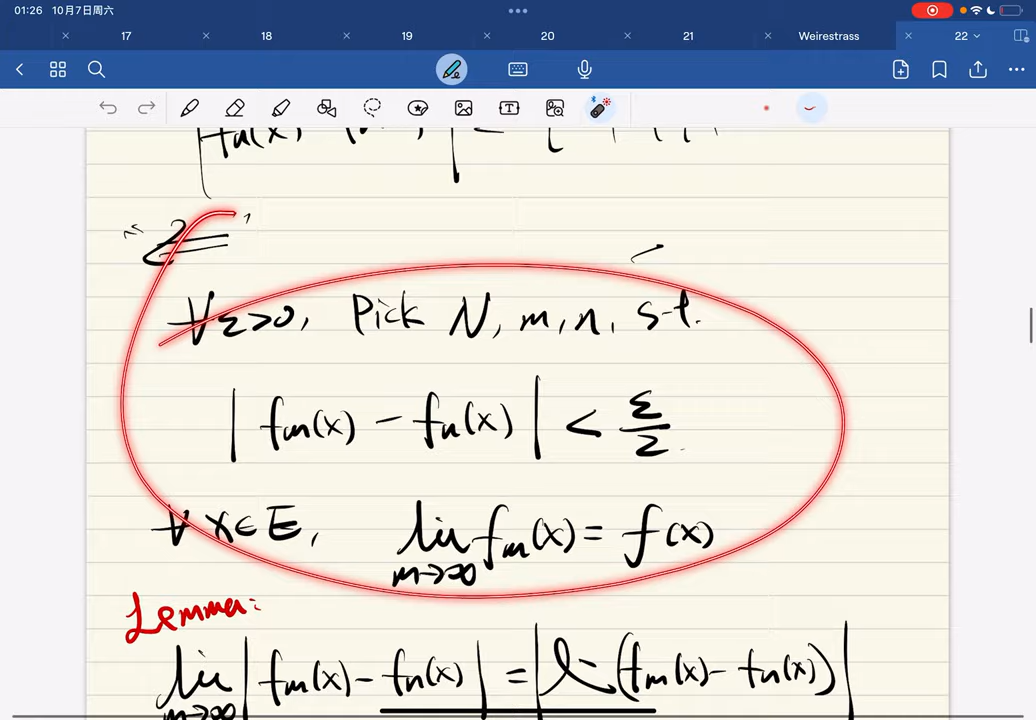 01:26 10月7日周六
17 18 19 20 21 Weirestrass 22
T
|fn(x)
"⇐"
∀ε>0, Pick N, m, n, s.t.
|fm(x) - fn(x)| < ε/2
∀x∈E, lim m→∞ fm(x) = f(x)
Lemma:
lim m→∞ |fm(x) - fn(x)| = |lim (fm(x) - fn(x))|